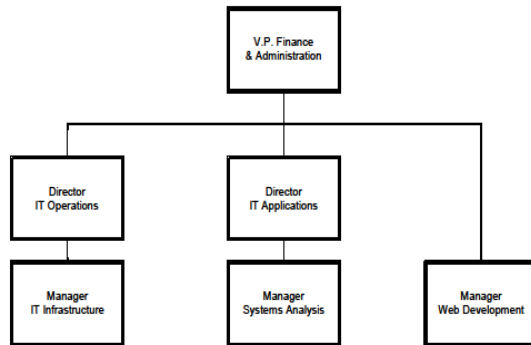 V.P. Finance
& Administration
Director
IT Operations
Director
IT Applications
Manager
IT Infrastructure
Manager
Systems Analysis
Manager
Web Development